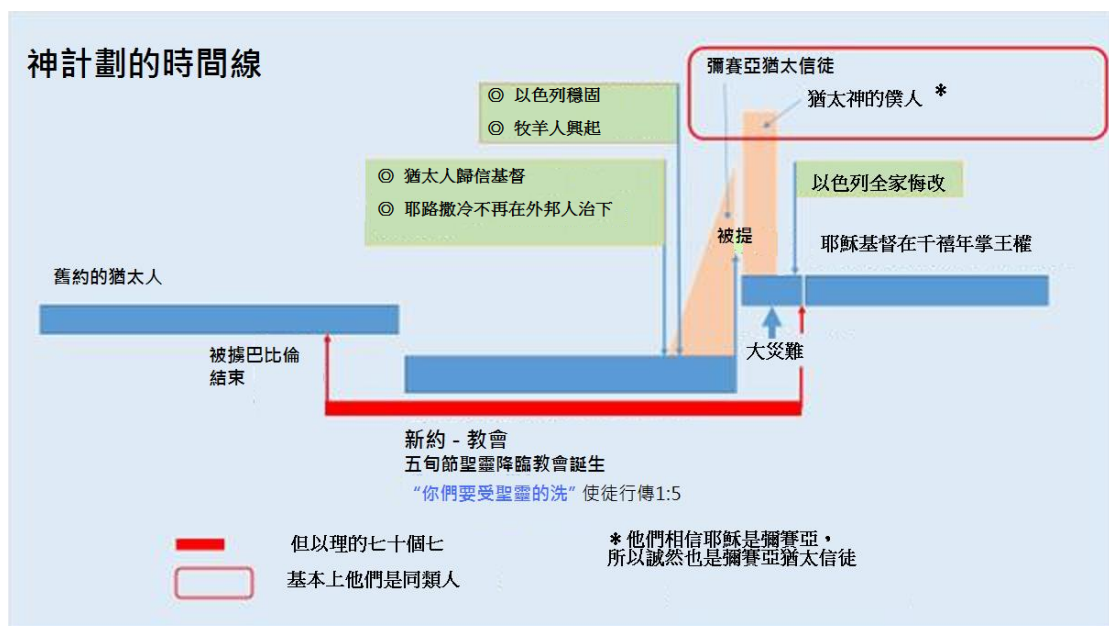 神計劃的時間線
彌賽亞猶太信徒
猶太神的僕人 *
◎ 以色列穩固
◎ 牧羊人興起
◎ 猶太人歸信基督
◎ 耶路撒冷不再在外邦人治下
以色列全家悔改
被提
耶穌基督在千禧年掌王權
舊約的猶太人
被擄巴比倫
結束
大災難
新約 - 教會
五旬節聖靈降臨教會誕生
“你們要受聖靈的洗” 使徒行傳1:5
但以理的七十個七
基本上他們是同類人
* 他們相信耶穌是彌賽亞，
所以誠然也是彌賽亞猶太信徒